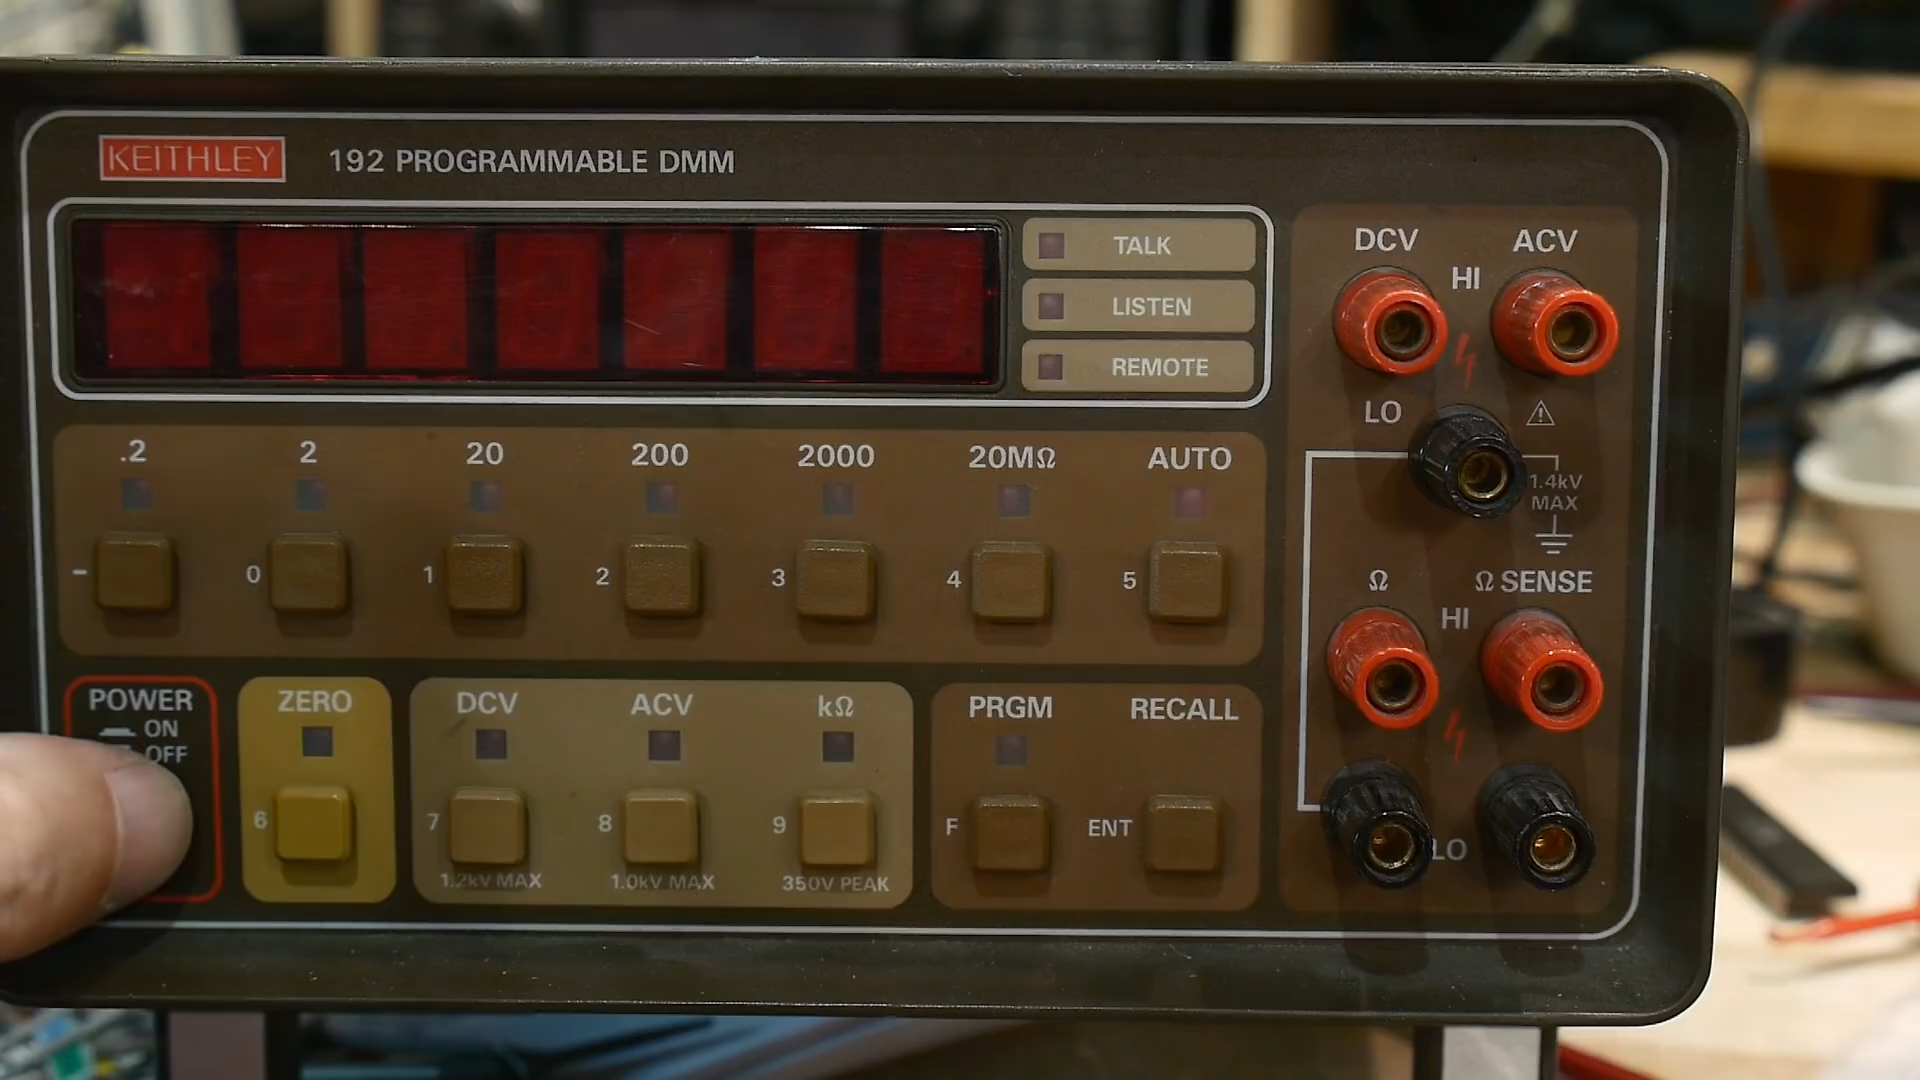 KEITHLEY 192 PROGRAMMABLE DMM
TALK
LISTEN
REMOTE
.2 2 20 200 2000 20MΩ AUTO
- 0 1 2 3 4 5
POWER
ON
OFF
ZERO
6
DCV ACV kΩ
7 8 9
1.2kV MAX 1.0kV MAX 350V PEAK
PRGM RECALL
F ENT
DCV ACV
HI
LO
1.4kV
MAX
Ω Ω SENSE
HI
LO